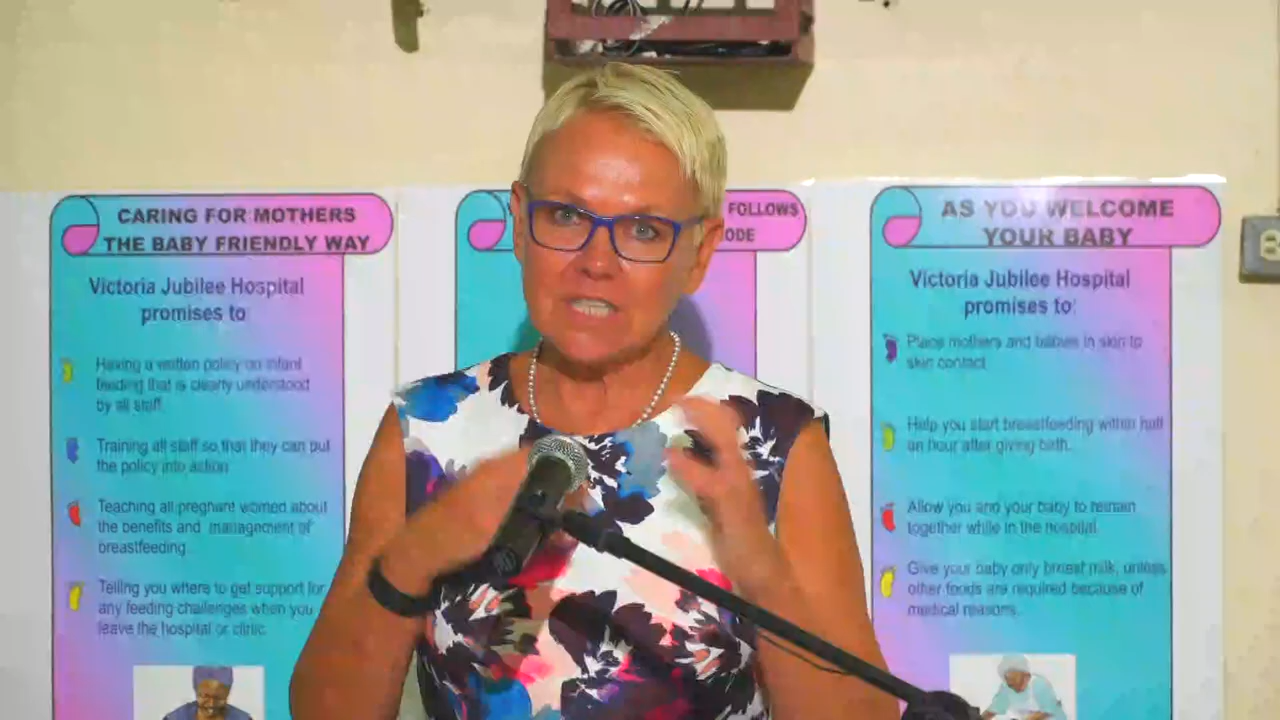 CARING FOR MOTHERS
THE BABY FRIENDLY WAY
Victoria Jubilee Hospital
promises to
Having a written policy on infant
feeding that is clearly understood
by all staff.
Training all staff so that they can put
the policy into action
Teaching all pregnant women about
the benefits and management of
breastfeeding
Telling you where to get support for
any feeding challenges when you
leave the hospital or clinic.
FOLLOWS
AS YOU WELCOME
YOUR BABY
Victoria Jubilee Hospital
promises to:
Place mothers and babies in skin to
skin contact
Help you start breastfeeding within half
an hour after giving birth.
Allow you and your baby to remain
together while in the hospital
Give your baby only breast milk, unless
other foods are required because of
medical reasons.